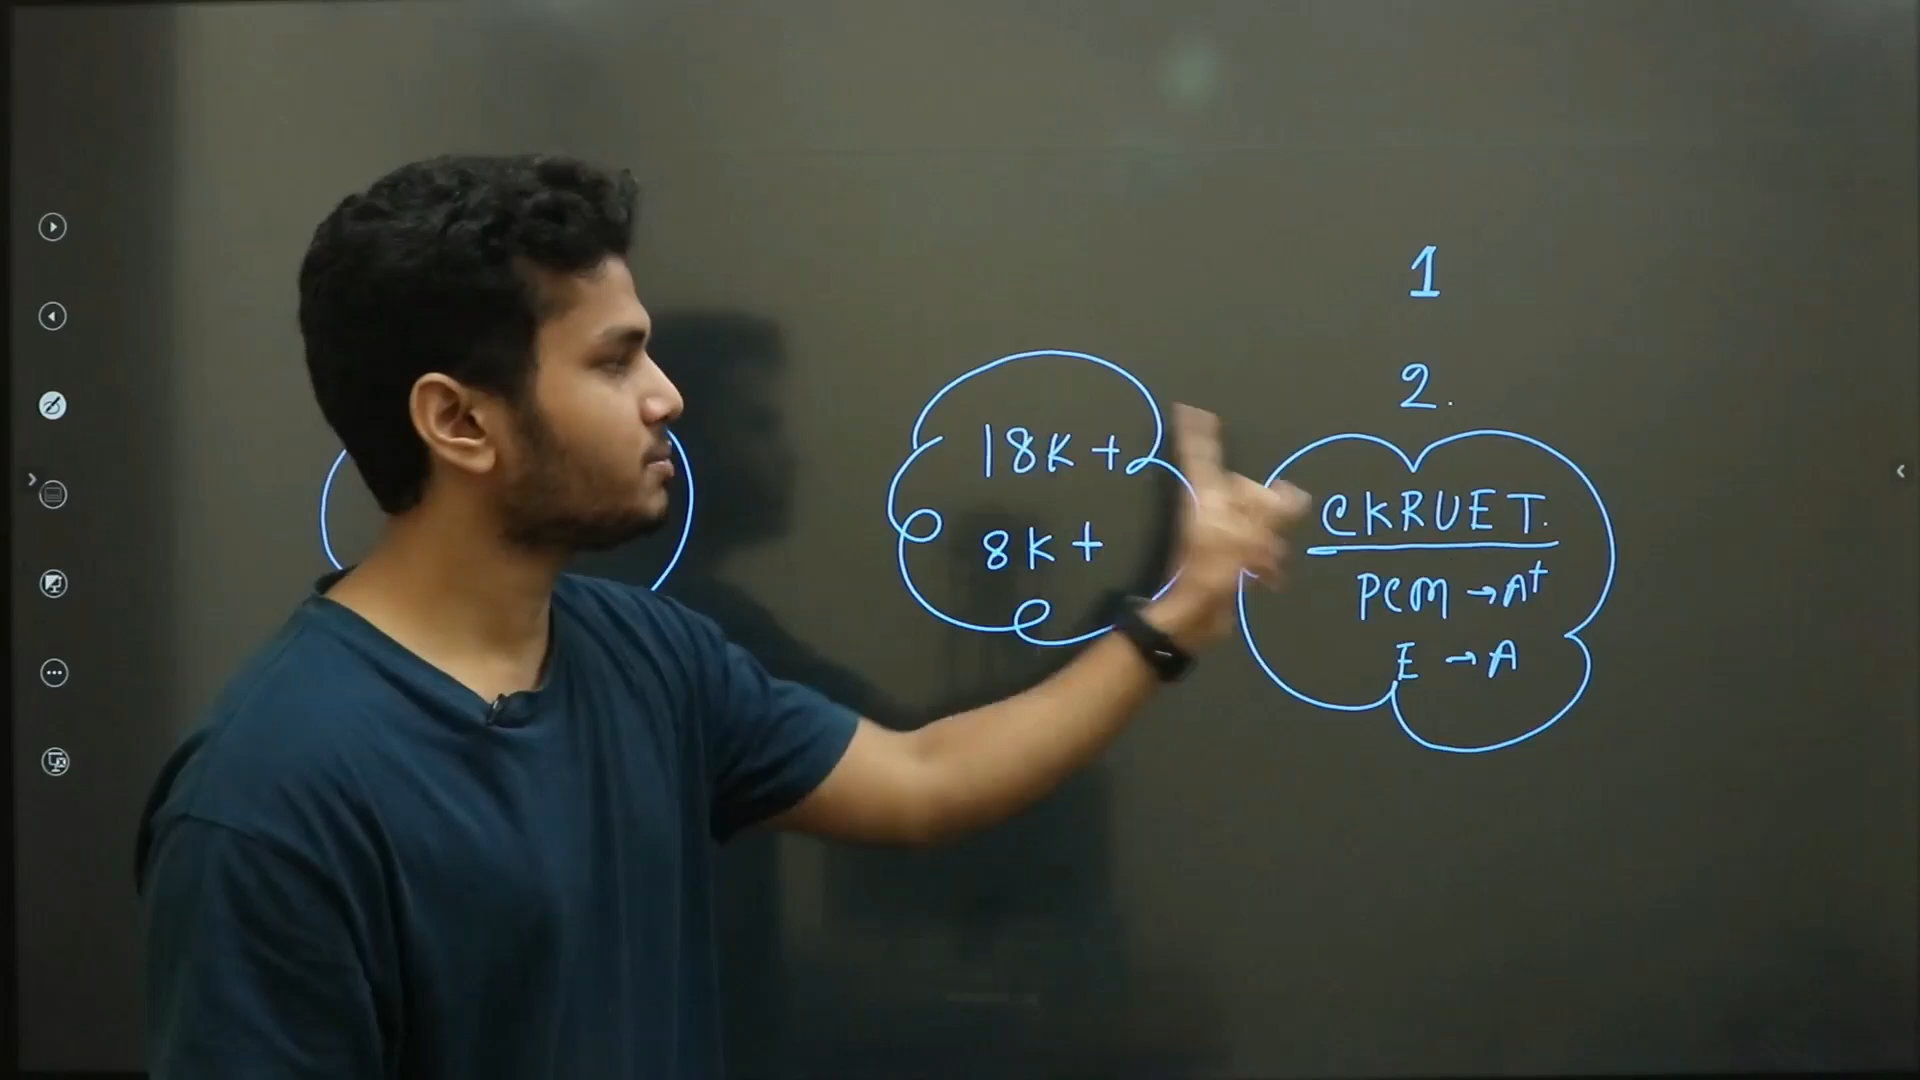 18K+
8K+
1
2.
CKRUET.
PCM → A+
E → A